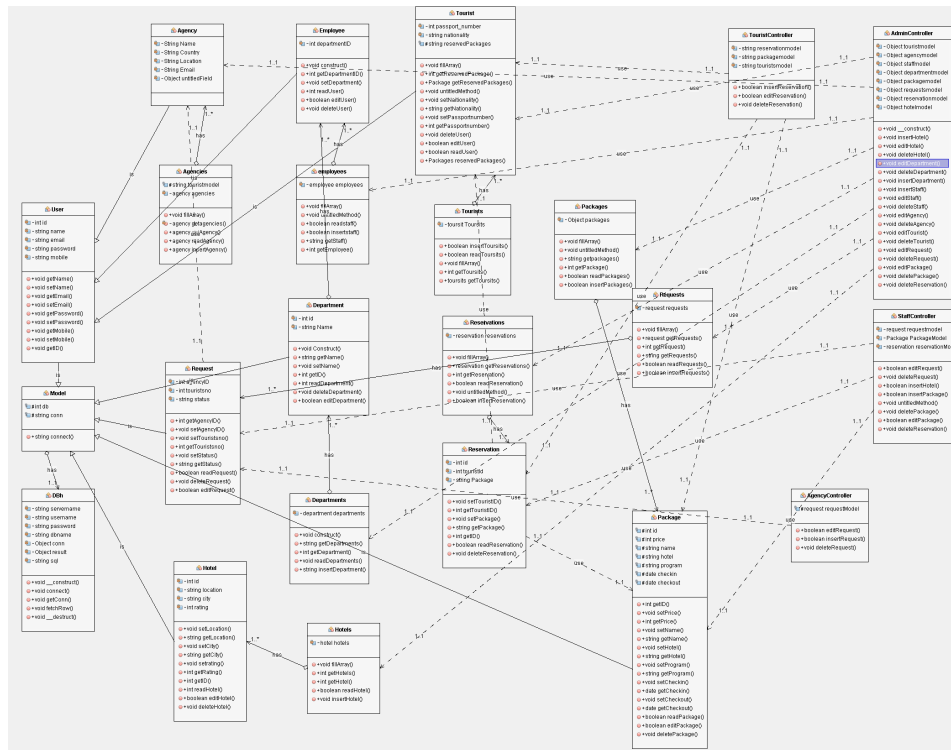 Agency
-String Name
-String Country
-String Location
-String Email
-Object untitledField
Employee
-int departmentID
+void construct()
+int getDepartmentID()
+void setDepartment()
+int readUser()
+boolean editUser()
+void deleteUser()
Tourist
-int passport_number
-string nationality
#string reservedPackages
+void fillArray()
+int getReservedPackage()
+Package getReservedPackages()
+void untitledMethod()
+void setNationality()
+string getNationality()
+void setPassportnumber()
+int getPassportnumber()
+void deleteUser()
+boolean editUser()
+boolean readUser()
+Packages reservedPackages()
TouristController
-string reservationmodel
-string packagemodel
-string touristsmodel
+boolean insertReservation()
+boolean editReservation()
+void deleteReservation()
AdminController
-Object touristmodel
-Object agencymodel
-Object staffmodel
-Object departmentmodel
-Object packagemodel
-Object requestsmodel
-Object reservationmodel
-Object hotelmodel
+void __construct()
+void insertHotel()
+void editHotel()
+void deleteHotel()
+void editDepartment()
+void deleteDepartment()
+void insertDepartment()
+void insertStaff()
+void editStaff()
+void deleteStaff()
+void editAgency()
+void deleteAgency()
+void editTourist()
+void deleteTourist()
+void editRequest()
+void deleteRequest()
+void editPackage()
+void deletePackage()
+void deleteReservation()
Agencies
#string touristmodel
-agency agencies
+void fillArray()
+agency getagencies()
+agency readAgency()
+agency insertAgency()
employees
-employee employees
+void fillArray()
+void untitledMethod()
+boolean readstaff()
+boolean insertstaff()
+string getStaff()
+int getEmployee()
User
-int id
-string name
-string email
-string password
-string mobile
+void getName()
+void setName()
+void getEmail()
+void setEmail()
+void getPassword()
+void setPassword()
+void getMobile()
+void setMobile()
+void getID()
Tourists
-tourist Tourists
+boolean insertToursits()
+boolean readToursits()
+void fillArray()
+int getToursits()
+toursits getToursits()
Packages
-Object packages
+void fillArray()
+void untitledMethod()
+string getpackages()
+int getPackage()
+boolean readPackages()
+boolean insertPackages()
Requests
-request requests
+void fillArray()
+request getRequests()
+int getRequest()
+string getRequests()
+boolean readRequests()
+boolean insertRequests()
Department
-int id
-string Name
+void Construct()
+string getName()
+void setName()
+int getID()
+int readDepartment()
+void deleteDepartment()
+boolean editDepartment()
Reservations
-reservation reservations
+void fillArray()
+reservation getReservations()
+int getReservation()
+boolean readReservation()
+void untitledMethod()
+boolean insertReservation()
StaffController
-request requestmodel
-Package PackageModel
-reservation reservationMo
+boolean editRequest()
+void deleteRequest()
+boolean insertHotel()
+boolean insertPackage()
+void untitledMethod()
+void deletePackage()
+boolean editPackage()
+void deleteReservation()
Request
-int agencyID
-int touristsno
-string status
+int getAgencyID()
+void setAgencyID()
+void setTouristsno()
+int getTouristsno()
+void setStatus()
+string getStatus()
+boolean readRequest()
+void deleteRequest()
+boolean editRequest()
Model
#int db
#string conn
+string connect()
Reservation
-int id
-int touristid
-string Package
+void setTouristID()
+int getTouristID()
+void setPackage()
+string getPackage()
+int getID()
+boolean readReservation()
+void deleteReservation()
DBh
-string servername
-string username
-string password
-string dbname
-Object conn
-Object result
-string sql
+void __construct()
+void connect()
+void getConn()
+void fetchRow()
+void __destruct()
Departments
-department departments
+void construct()
+string getDepartments()
+int getDepartment()
+void readDepartments()
+string insertDepartment()
AgencyController
#request requestModel
+boolean editRequest()
+boolean insertRequest()
+void deleteRequest()
Package
#int id
#int price
#string name
#string hotel
#string program
#date checkin
#date checkout
+int getID()
+void setPrice()
+int getPrice()
+void setName()
+string getName()
+void setHotel()
+string getHotel()
+void setProgram()
+string getProgram()
+void setCheckin()
+date getCheckin()
+void setCheckout()
+date getCheckout()
+boolean readPackage()
+boolean editPackage()
+void deletePackage()
Hotel
-int id
-string location
-string city
-int rating
+void setLocation()
+string getLocation()
+void setCity()
+string getCity()
+void setrating()
+int getRating()
+int getID()
+int readHotel()
+boolean editHotel()
+void deleteHotel()
Hotels
-hotel hotels
+void fillArray()
+int getHotels()
+int getHotel()
+boolean readHotel()
+void insertHotel()